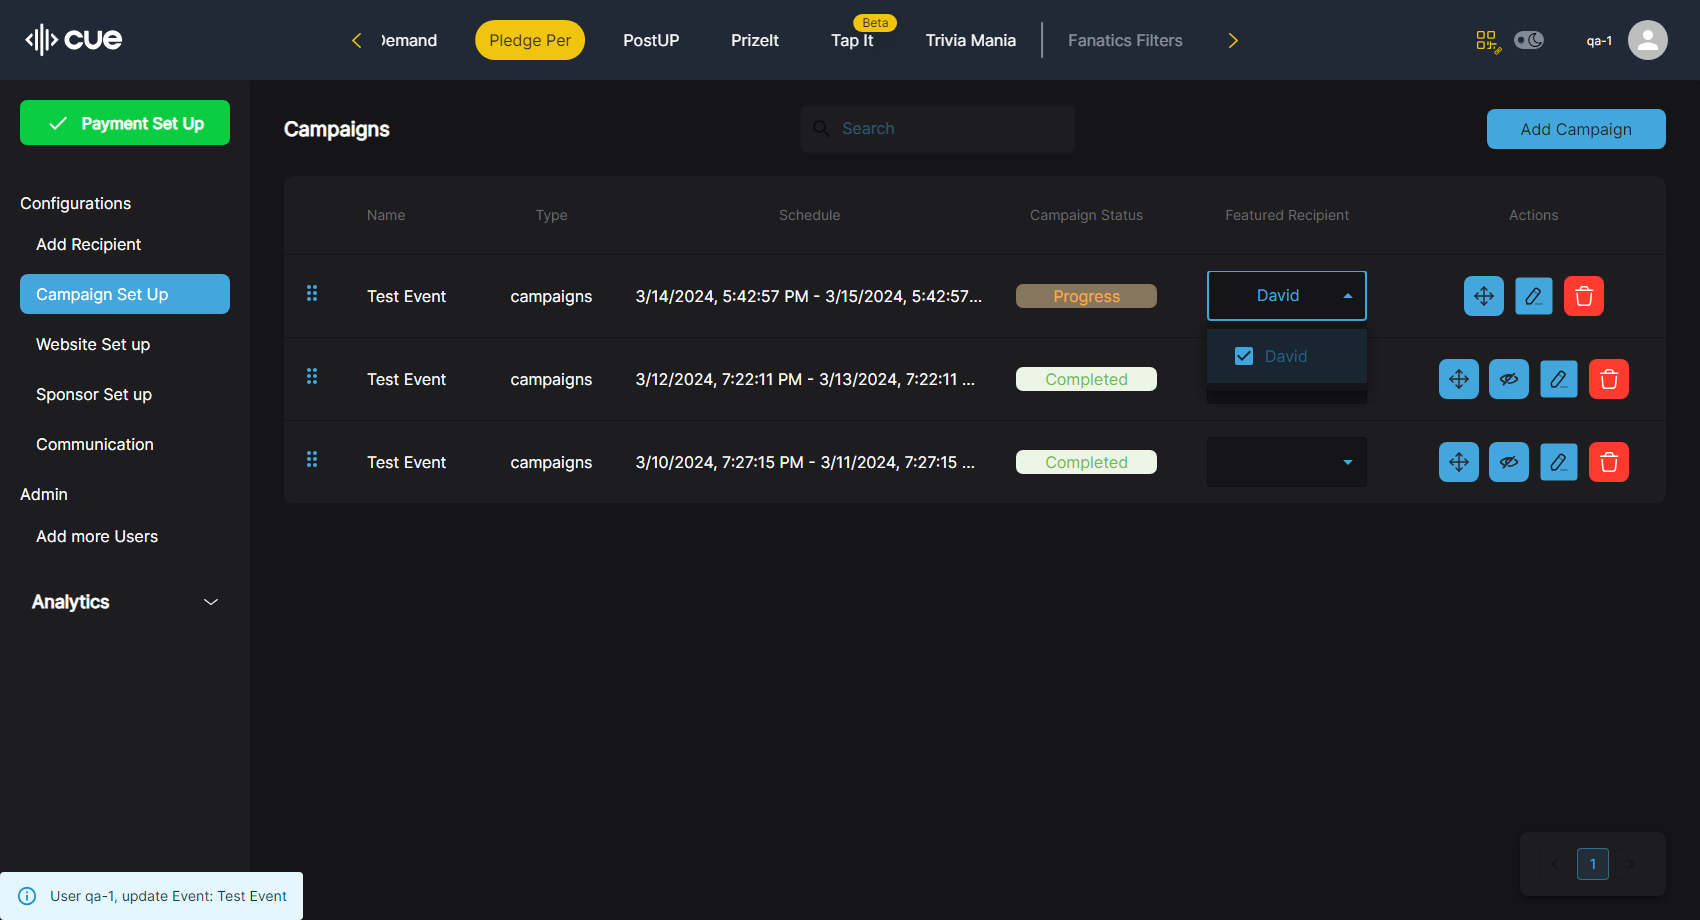 cue
Demand
Pledge Per
PostUP
PrizeIt
Beta
Tap It
Trivia Mania
Fanatics Filters
qa-1
Payment Set Up
Configurations
Add Recipient
Campaign Set Up
Website Set up
Sponsor Set up
Communication
Admin
Add more Users
Analytics
Campaigns
Search
Add Campaign
Name Type Schedule Campaign Status Featured Recipient Actions
Test Event campaigns 3/14/2024, 5:42:57 PM - 3/15/2024, 5:42:57... Progress David
David
Test Event campaigns 3/12/2024, 7:22:11 PM - 3/13/2024, 7:22:11 ... Completed
Test Event campaigns 3/10/2024, 7:27:15 PM - 3/11/2024, 7:27:15 ... Completed
1
User qa-1, update Event: Test Event